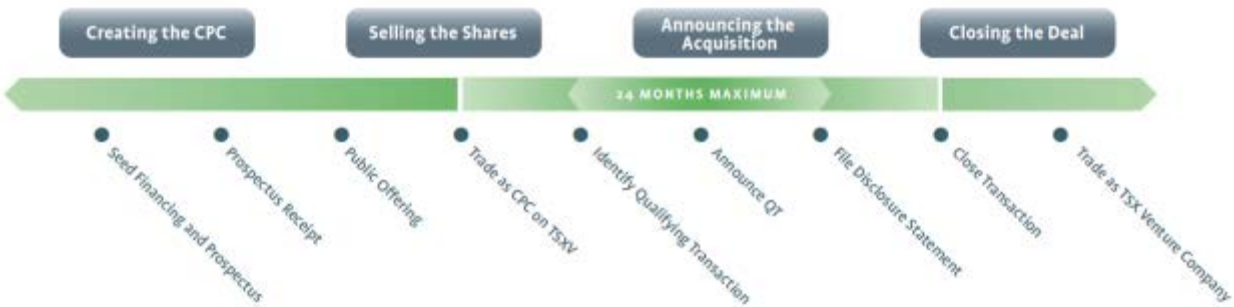 Creating the CPC
Selling the Shares
Announcing the
Acquisition
Closing the Deal
24 MONTHS MAXIMUM
Seed Financing and Prospectus
Prospectus Receipt
Public Offering
Trade as CPC on TSXV
Identify Qualifying Transaction
Announce QT
File Disclosure Statement
Close Transaction
Trade as TSX Venture Company